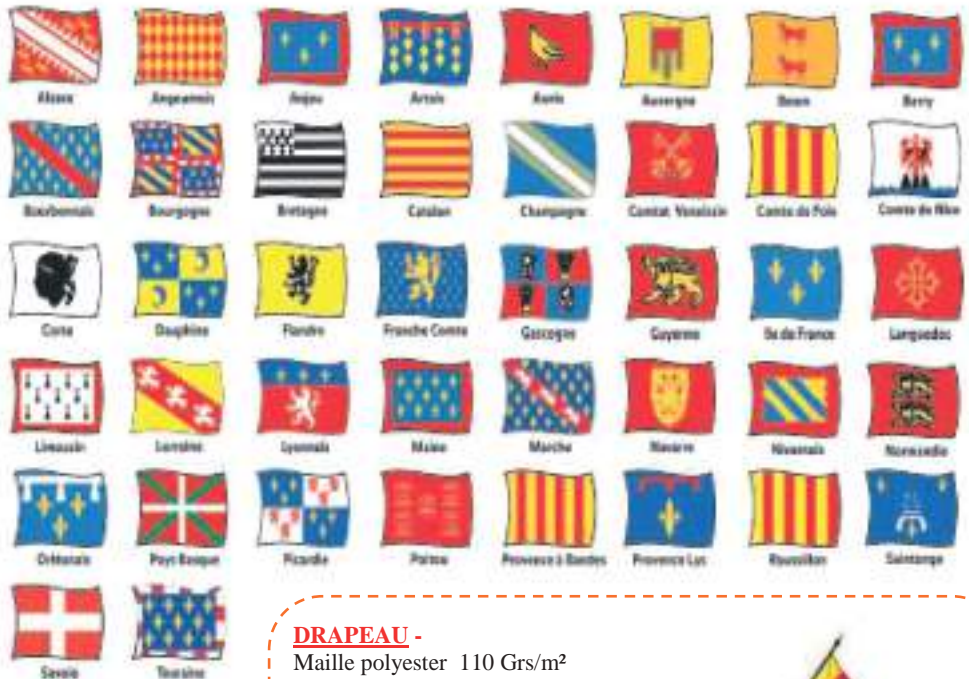 Alsace Angoumois Anjou Artois Aunis Auvergne Bearn Berry
Bourbonnais Bourgogne Bretagne Catalan Champagne Comtat Venaissin Comte de Foix Comte de Nice
Corse Dauphine Flandre Franche Comte Gascogne Guyenne Ile de France Languedoc
Limousin Lorraine Lyonnais Maine Marche Navarre Nivernais Normandie
Orléanais Pays Basque Picardie Poitou Provence à Bandes Provence Lys Roussillon Saintonge
Savoie Touraine
DRAPEAU -
Maille polyester 110 Grs/m²